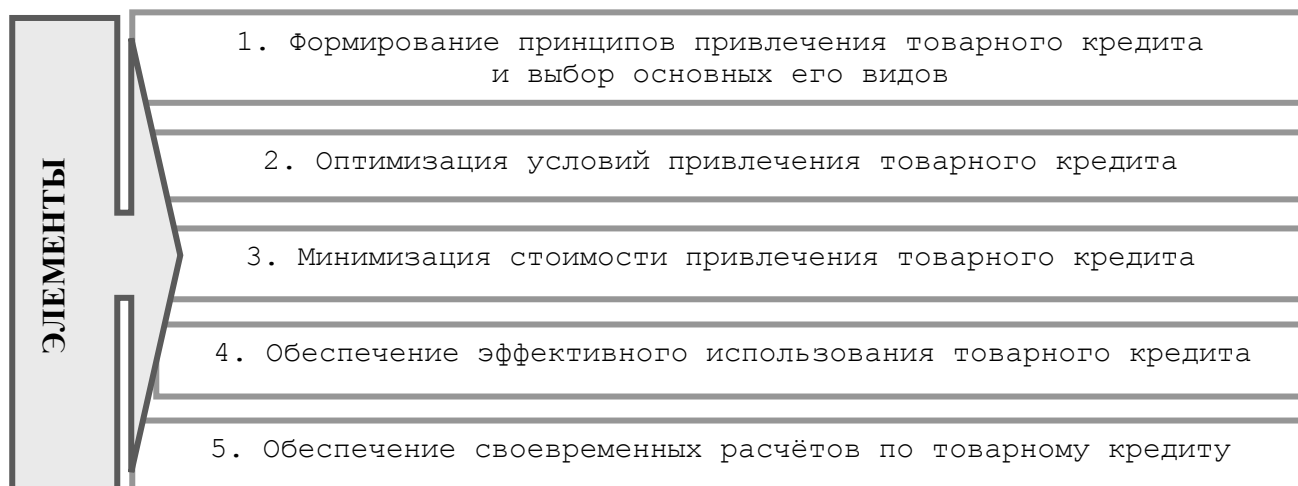 ЭЛЕМЕНТЫ
1. Формирование принципов привлечения товарного кредита
и выбор основных его видов
2. Оптимизация условий привлечения товарного кредита
3. Минимизация стоимости привлечения товарного кредита
4. Обеспечение эффективного использования товарного кредита
5. Обеспечение своевременных расчётов по товарному кредиту